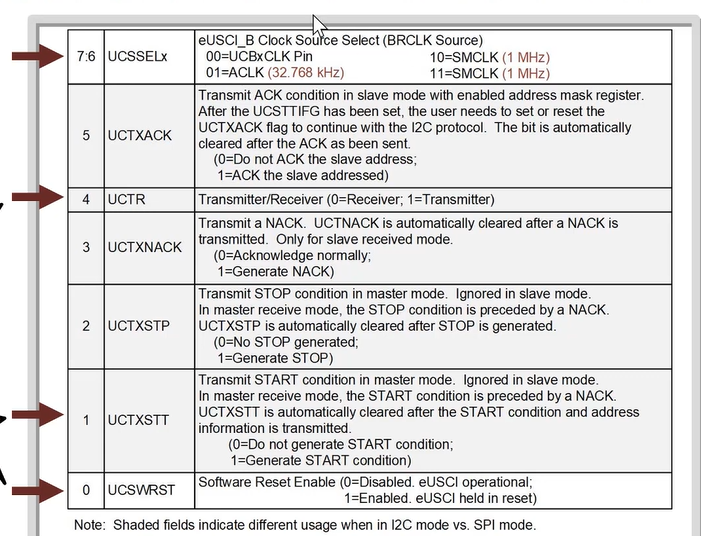 7:6 UCSSELx eUSCI_B Clock Source Select (BRCLK Source)
00=UCBxCLK Pin 10=SMCLK (1 MHz)
01=ACLK (32.768 kHz) 11=SMCLK (1 MHz)
5 UCTXACK Transmit ACK condition in slave mode with enabled address mask register.
After the UCSTTIFG has been set, the user needs to set or reset the
UCTXACK flag to continue with the I2C protocol. The bit is automatically
cleared after the ACK as been sent.
(0=Do not ACK the slave address;
1=ACK the slave addressed)
4 UCTR Transmitter/Receiver (0=Receiver; 1=Transmitter)
3 UCTXNACK Transmit a NACK. UCTNACK is automatically cleared after a NACK is
transmitted. Only for slave received mode.
(0=Acknowledge normally;
1=Generate NACK)
2 UCTXSTP Transmit STOP condition in master mode. Ignored in slave mode.
In master receive mode, the STOP condition is preceded by a NACK.
UCTXSTP is automatically cleared after STOP is generated.
(0=No STOP generated;
1=Generate STOP)
1 UCTXSTT Transmit START condition in master mode. Ignored in slave mode.
In master receive mode, the START condition is preceded by a NACK.
UCTXSTT is automatically cleared after the START condition and address
information is transmitted.
(0=Do not generate START condition;
1=Generate START condition)
0 UCSWRST Software Reset Enable (0=Disabled. eUSCI operational;
1=Enabled. eUSCI held in reset)
Note: Shaded fields indicate different usage when in I2C mode vs. SPI mode.